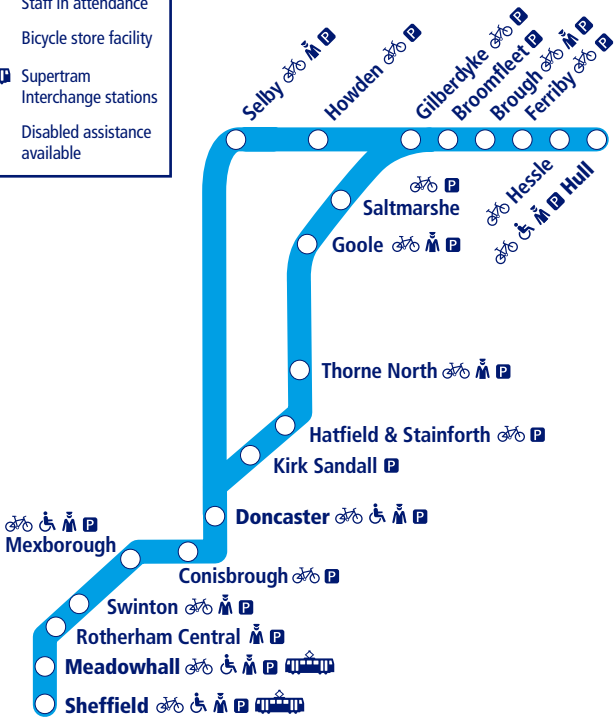 Staff in attendance
Bicycle store facility
Supertram
Interchange stations
Disabled assistance
available
Selby P
Howden P
Gilberdyke P
Broomfleet P
Brough P
Ferriby P
Hessle
Hull P
P
Saltmarshe
Goole P
Thorne North P
Hatfield & Stainforth P
Kirk Sandall P
Doncaster P
P
Mexborough
Conisbrough P
Swinton P
Rotherham Central P
Meadowhall P
Sheffield P